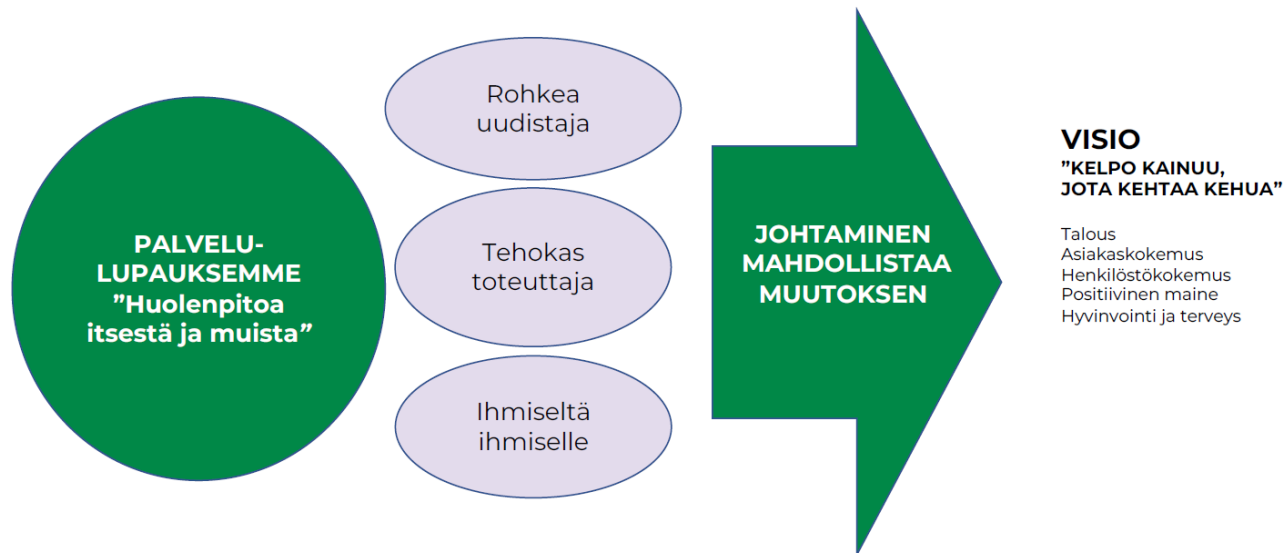 PALVELU-
LUPAUKSEMME
”Huolenpitoa
itsestä ja muista”
Rohkea
uudistaja
Tehokas
toteuttaja
Ihmiseltä
ihmiselle
JOHTAMINEN
MAHDOLLISTAA
MUUTOKSEN
VISIO
”KELPO KAINUU,
JOTA KEHTAA KEHUA”
Talous
Asiakaskokemus
Henkilöstökokemus
Positiivinen maine
Hyvinvointi ja terveys